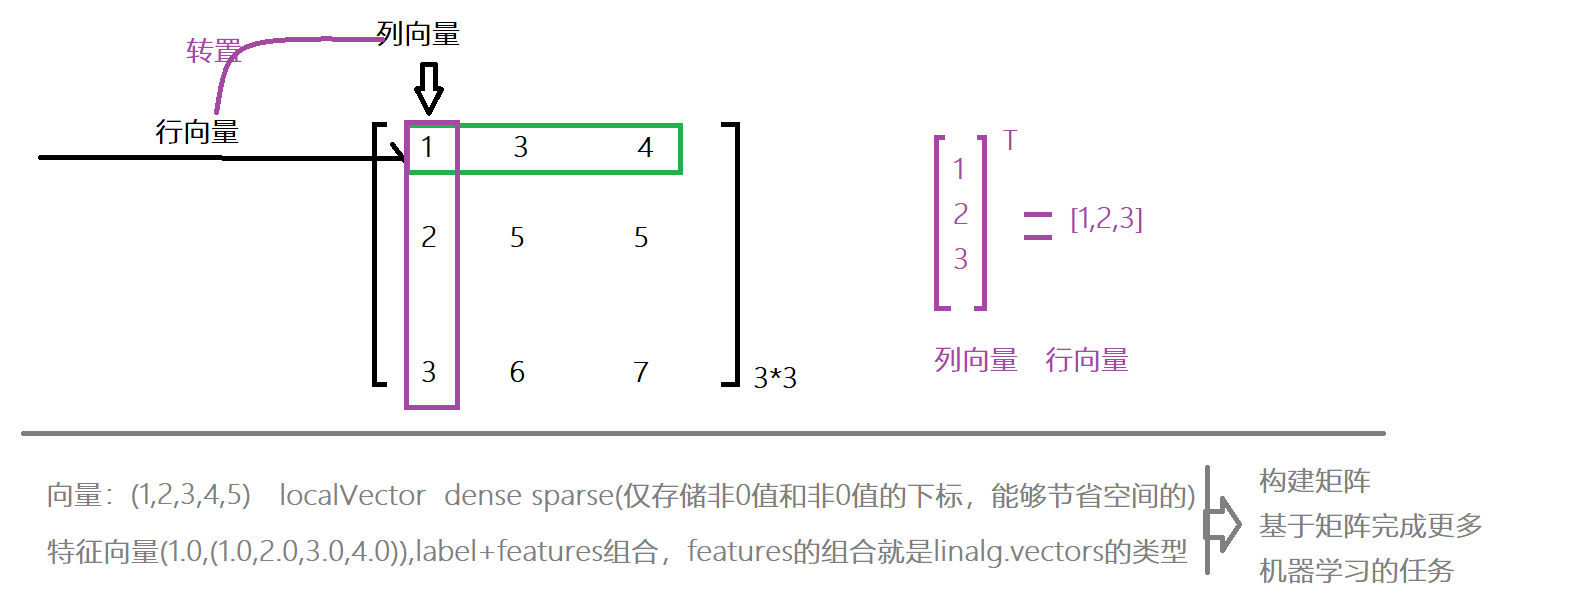 列向量
转置
行向量
1 3 4
2 5 5
3 6 7
3*3
1
2
3
T
=
[1,2,3]
列向量 行向量
向量：(1,2,3,4,5) localVector dense sparse(仅存储非0值和非0值的下标，能够节省空间的)
特征向量(1.0,(1.0,2.0,3.0,4.0)),label+features组合，features的组合就是linalg.vectors的类型
构建矩阵
基于矩阵完成更多
机器学习的任务